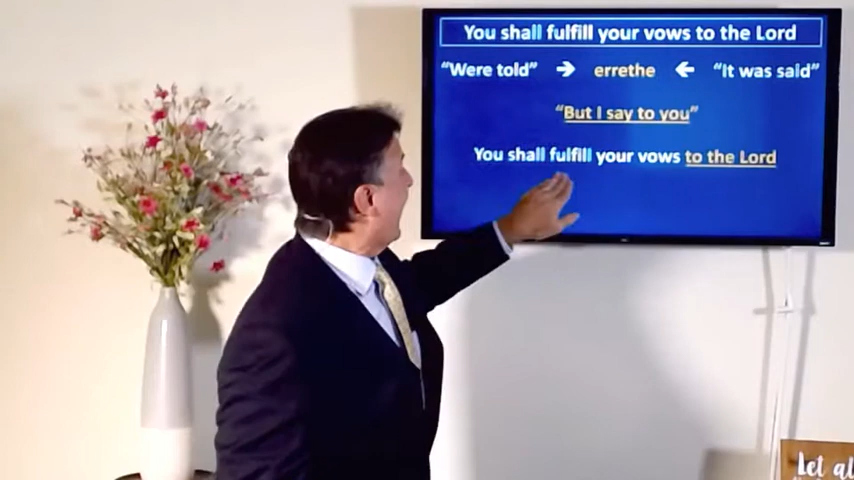 You shall fulfill your vows to the Lord
“Were told” → errethe ← “It was said”
“But I say to you”
You shall fulfill your vows to the Lord
Let